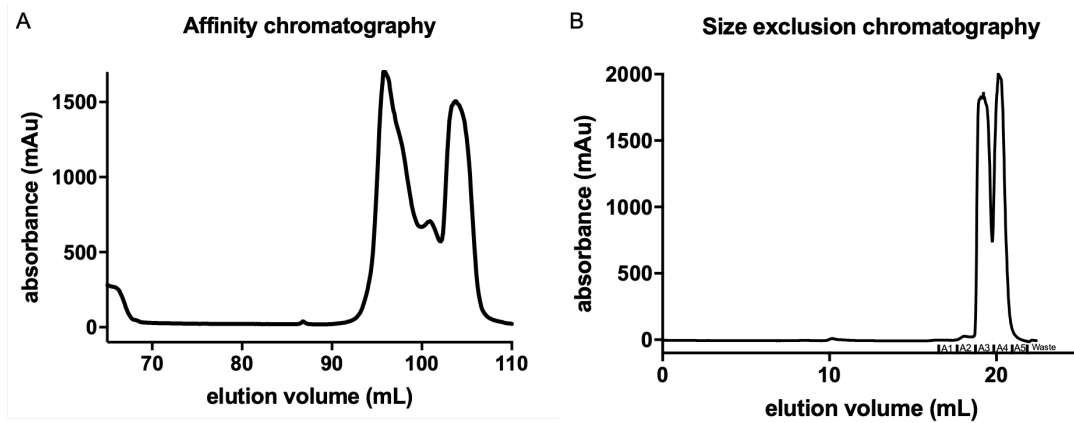 A
Affinity chromatography
absorbance (mAu)
1500
1000
500
0
70 80 90 100 110
elution volume (mL)
B
Size exclusion chromatography
absorbance (mAu)
2000
1500
1000
500
0
A1 A2 A3 A4 A5 Waste
0 10 20
elution volume (mL)